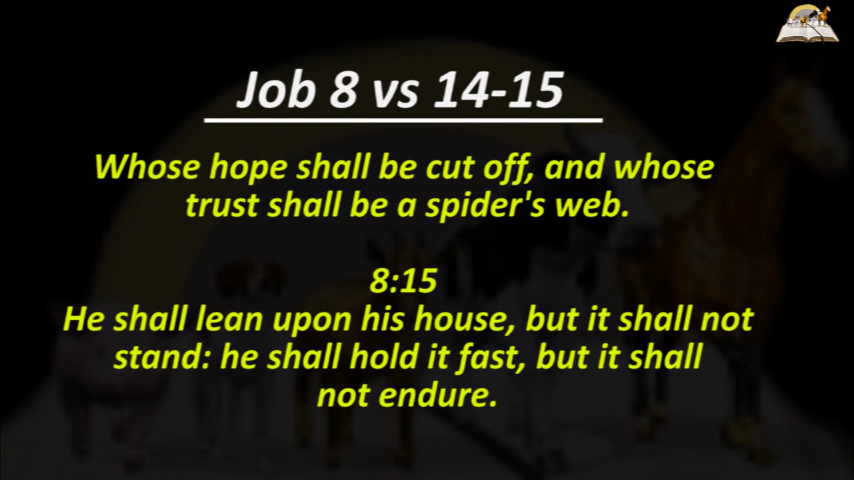 Job 8 vs 14-15
Whose hope shall be cut off, and whose
trust shall be a spider's web.
8:15
He shall lean upon his house, but it shall not
stand: he shall hold it fast, but it shall
not endure.